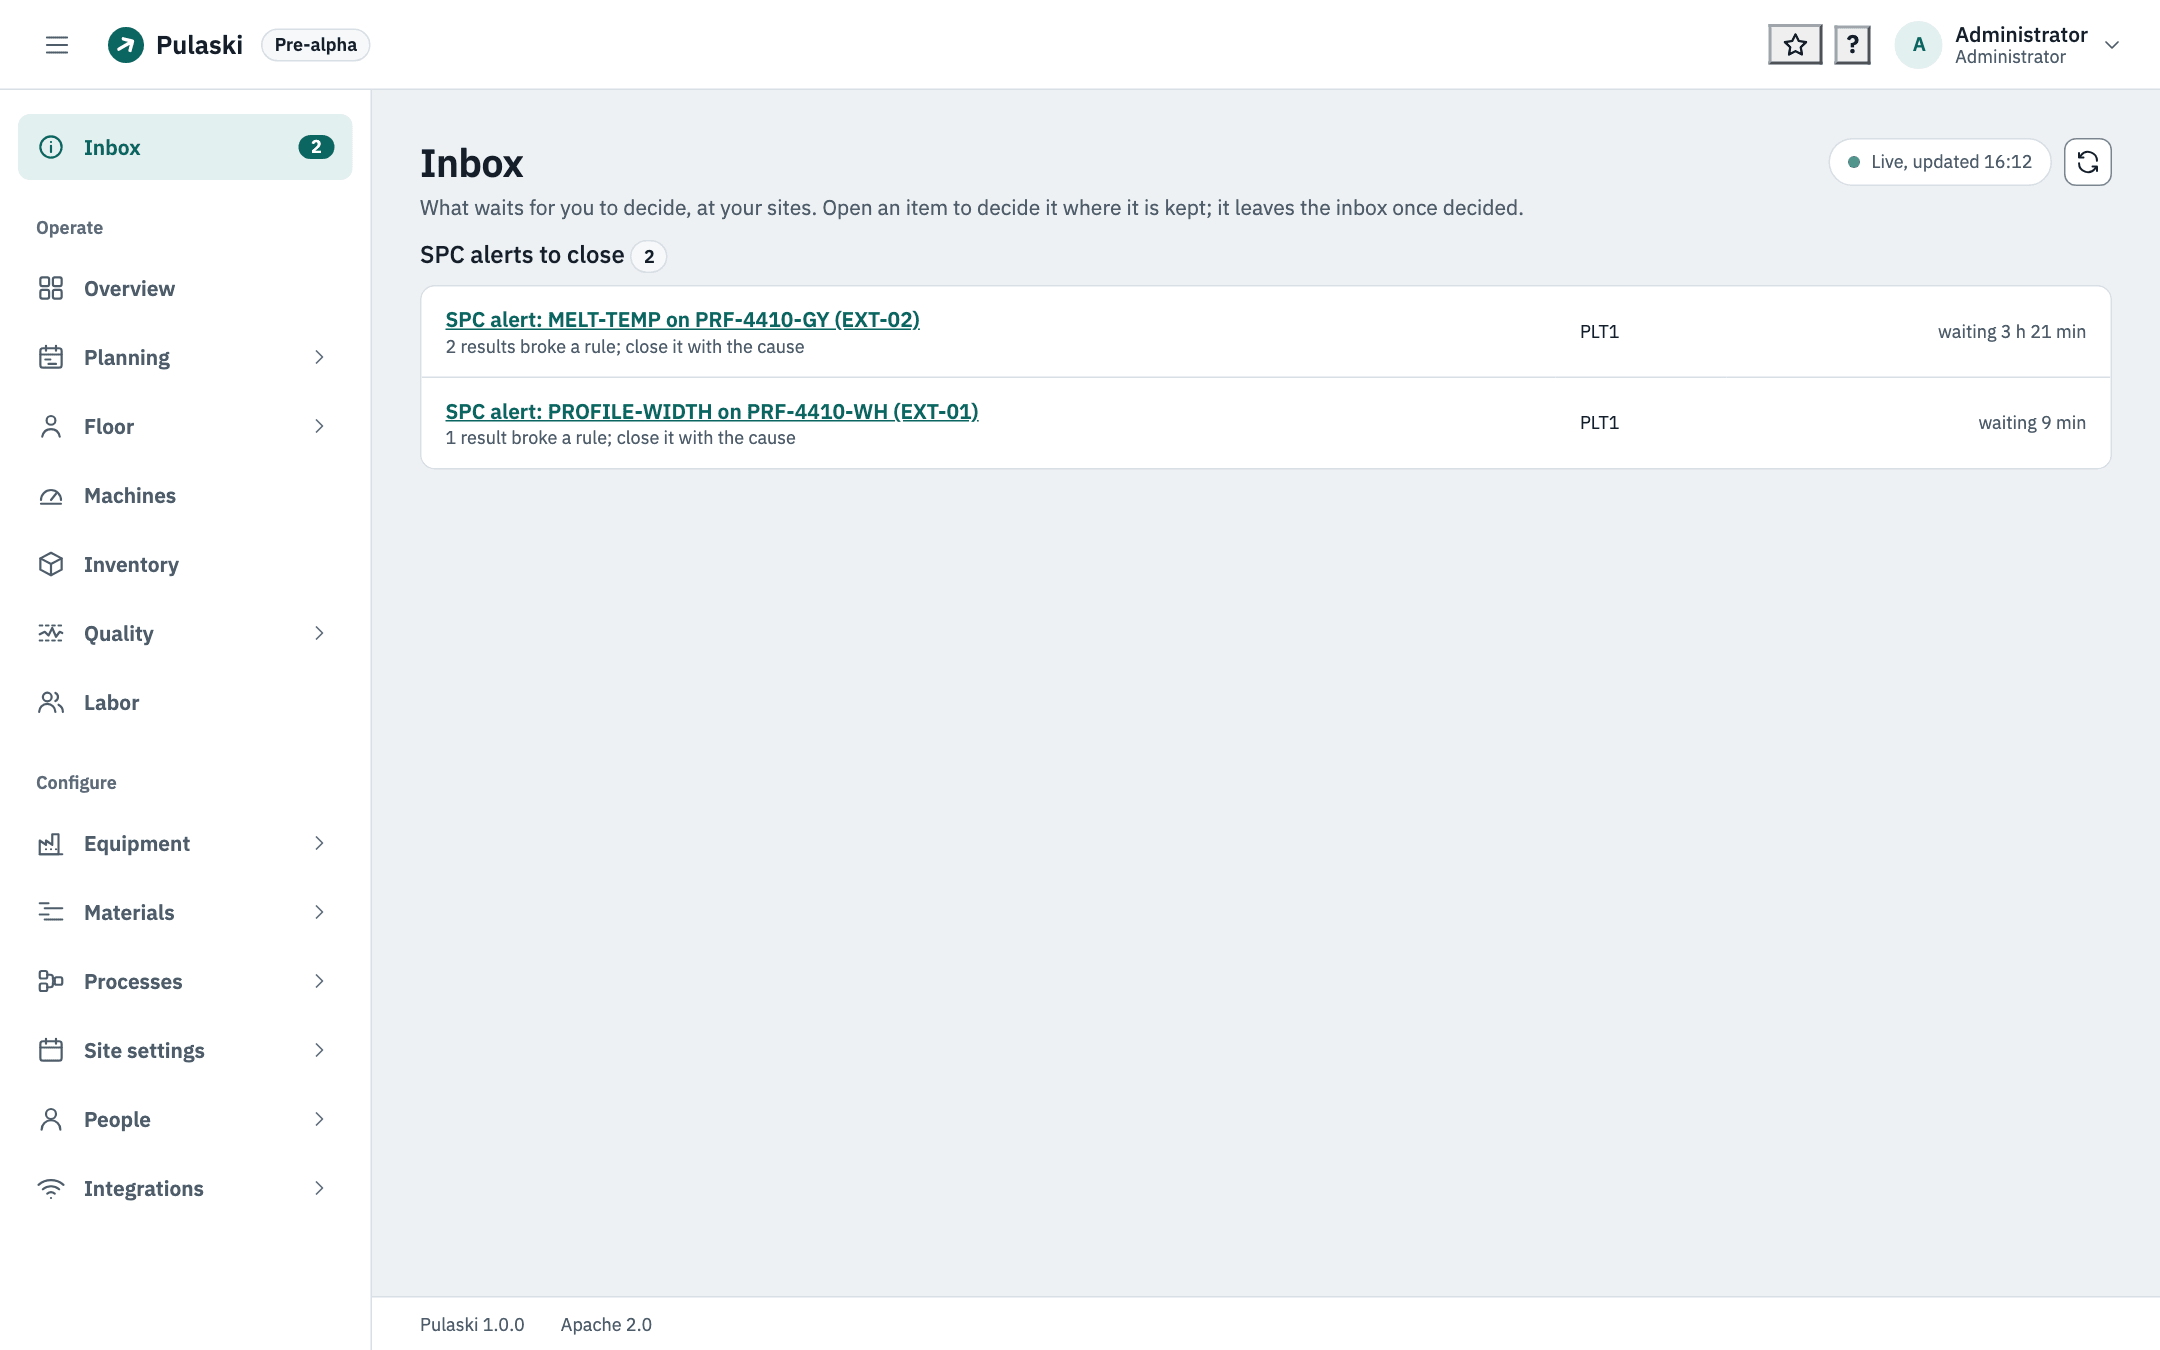 Pulaski
Pre-alpha
?
A
Administrator
Administrator
Inbox
2
Operate
Overview
Planning
Floor
Machines
Inventory
Quality
Labor
Configure
Equipment
Materials
Processes
Site settings
People
Integrations
Inbox
Live, updated 16:12
What waits for you to decide, at your sites. Open an item to decide it where it is kept; it leaves the inbox once decided.
SPC alerts to close 2
SPC alert: MELT-TEMP on PRF-4410-GY (EXT-02)
2 results broke a rule; close it with the cause
PLT1
waiting 3 h 21 min
SPC alert: PROFILE-WIDTH on PRF-4410-WH (EXT-01)
1 result broke a rule; close it with the cause
PLT1
waiting 9 min
Pulaski 1.0.0
Apache 2.0